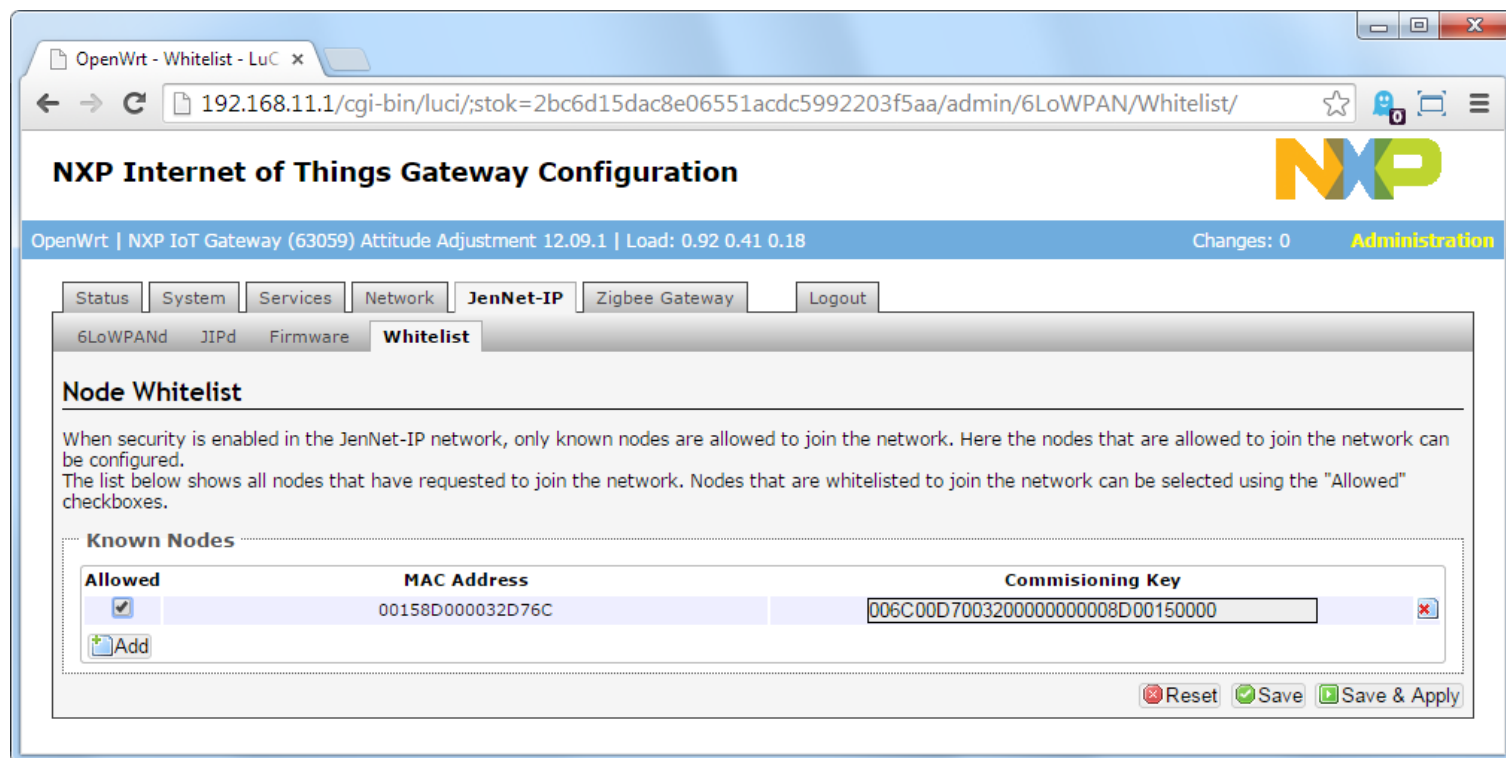 OpenWrt - Whitelist - LuC
192.168.11.1/cgi-bin/luci/;stok=2bc6d15dac8e06551acdc5992203f5aa/admin/6LoWPAN/Whitelist/
0
NXP Internet of Things Gateway Configuration
NXP
OpenWrt | NXP IoT Gateway (63059) Attitude Adjustment 12.09.1 | Load: 0.92 0.41 0.18 Changes: 0 Administration
Status System Services Network JenNet-IP Zigbee Gateway Logout
6LoWPANd JIPd Firmware Whitelist
Node Whitelist
When security is enabled in the JenNet-IP network, only known nodes are allowed to join the network. Here the nodes that are allowed to join the network can
be configured.
The list below shows all nodes that have requested to join the network. Nodes that are whitelisted to join the network can be selected using the "Allowed"
checkboxes.
Known Nodes
Allowed MAC Address Commisioning Key
00158D000032D76C 006C00D7003200000000008D00150000
Add
Reset Save Save & Apply